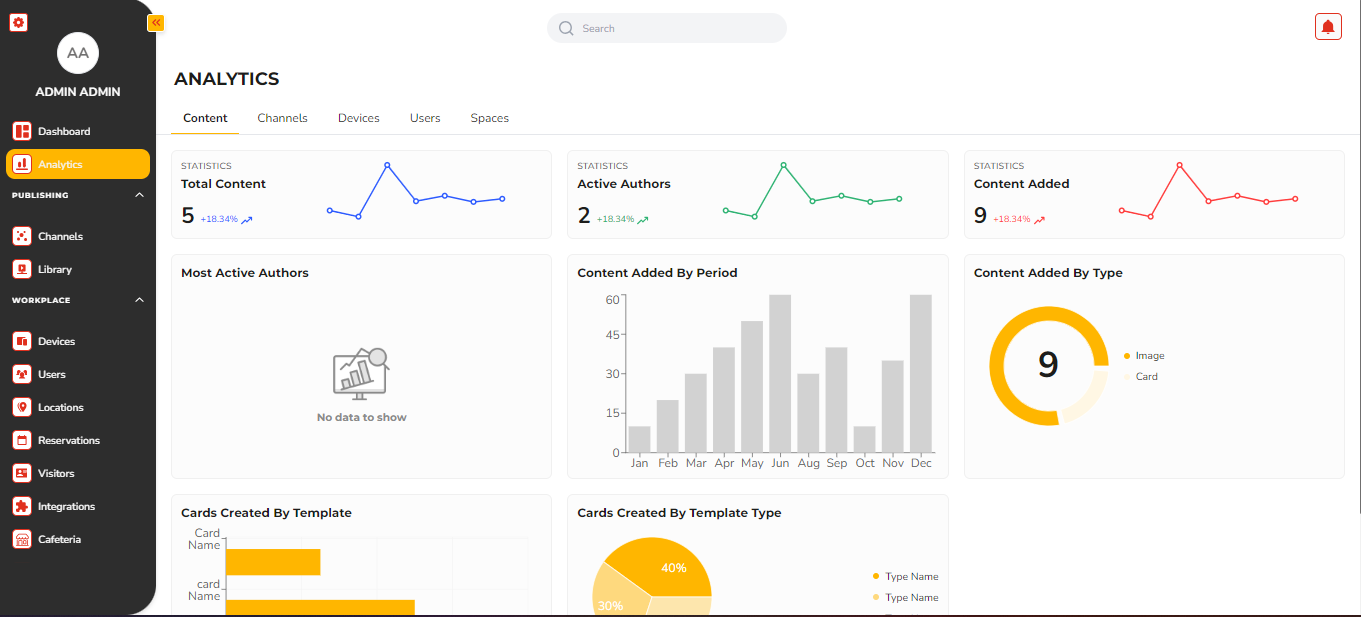 Search
AA
ADMIN ADMIN
Dashboard
Analytics
PUBLISHING
Channels
Library
WORKPLACE
Devices
Users
Locations
Reservations
Visitors
Integrations
Cafeteria
ANALYTICS
Content
Channels
Devices
Users
Spaces
STATISTICS
Total Content
5 +18.34%
STATISTICS
Active Authors
2 +18.34%
STATISTICS
Content Added
9 +18.34%
Most Active Authors
No data to show
Content Added By Period
60
45
30
15
0
Jan Feb Mar Apr May Jun Aug Sep Oct Nov Dec
Content Added By Type
9
Image
Card
Cards Created By Template
Card
Name
card
Name
Cards Created By Template Type
40%
30%
Type Name
Type Name